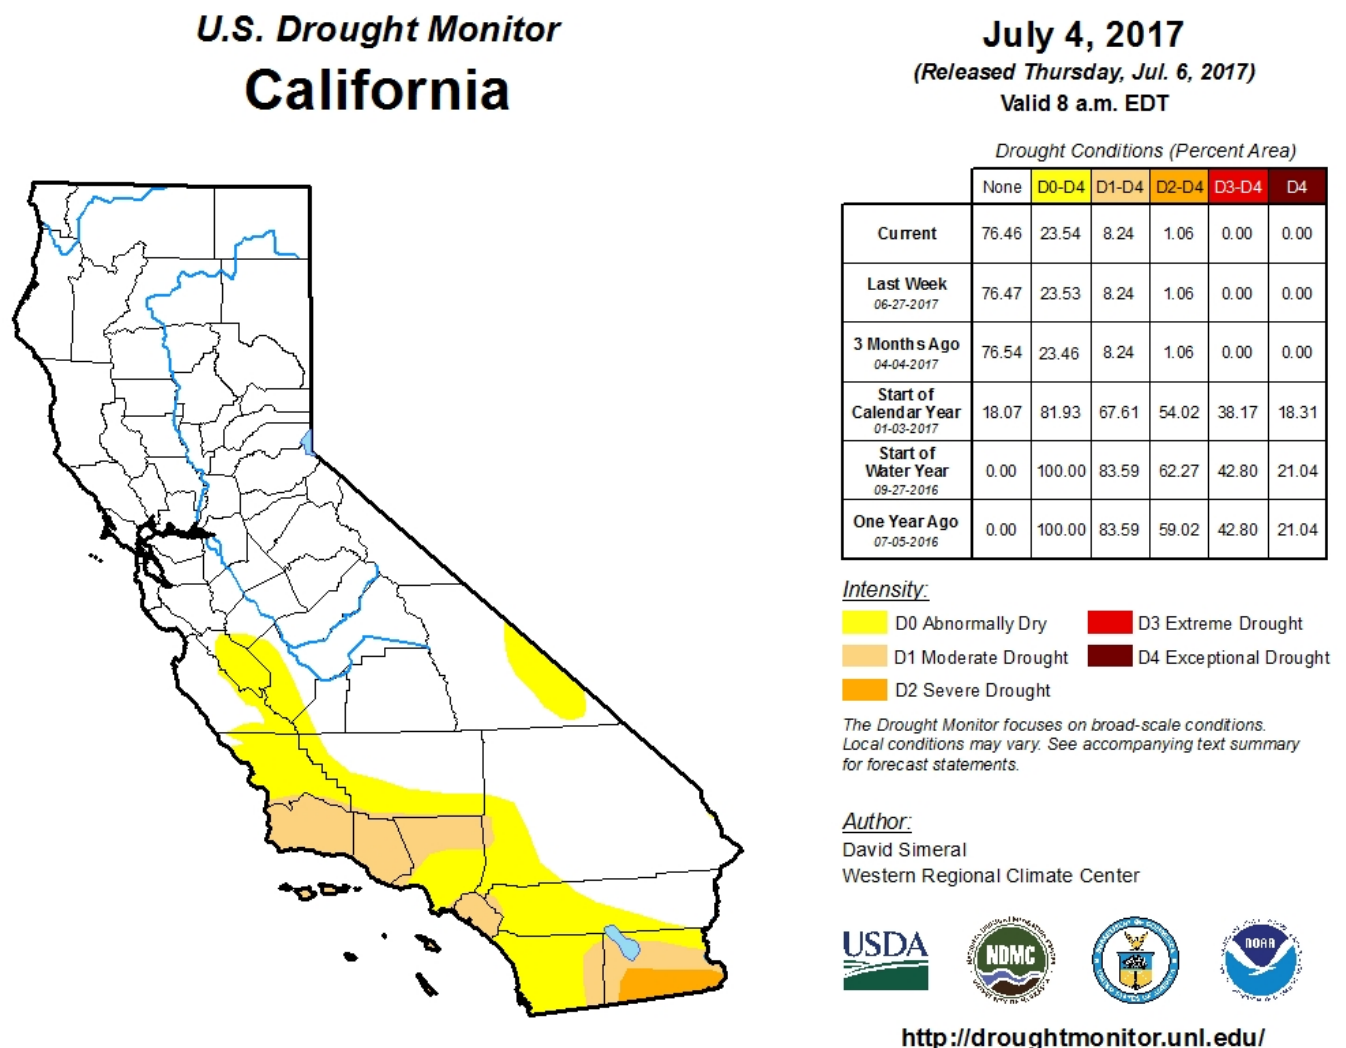 U.S. Drought Monitor
California
July 4, 2017
(Released Thursday, Jul. 6, 2017)
Valid 8 a.m. EDT
Drought Conditions (Percent Area)
None D0-D4 D1-D4 D2-D4 D3-D4 D4
Current 76.46 23.54 8.24 1.06 0.00 0.00
Last Week
06-27-2017 76.47 23.53 8.24 1.06 0.00 0.00
3 Months Ago
04-04-2017 76.54 23.46 8.24 1.06 0.00 0.00
Start of
Calendar Year
01-03-2017 18.07 81.93 67.61 54.02 38.17 18.31
Start of
Water Year
09-27-2016 0.00 100.00 83.59 62.27 42.80 21.04
One Year Ago
07-05-2016 0.00 100.00 83.59 59.02 42.80 21.04
Intensity:
D0 Abnormally Dry
D1 Moderate Drought
D2 Severe Drought
D3 Extreme Drought
D4 Exceptional Drought
The Drought Monitor focuses on broad-scale conditions.
Local conditions may vary. See accompanying text summary
for forecast statements.
Author:
David Simeral
Western Regional Climate Center
USDA
NDMC
NOAA
http://droughtmonitor.unl.edu/